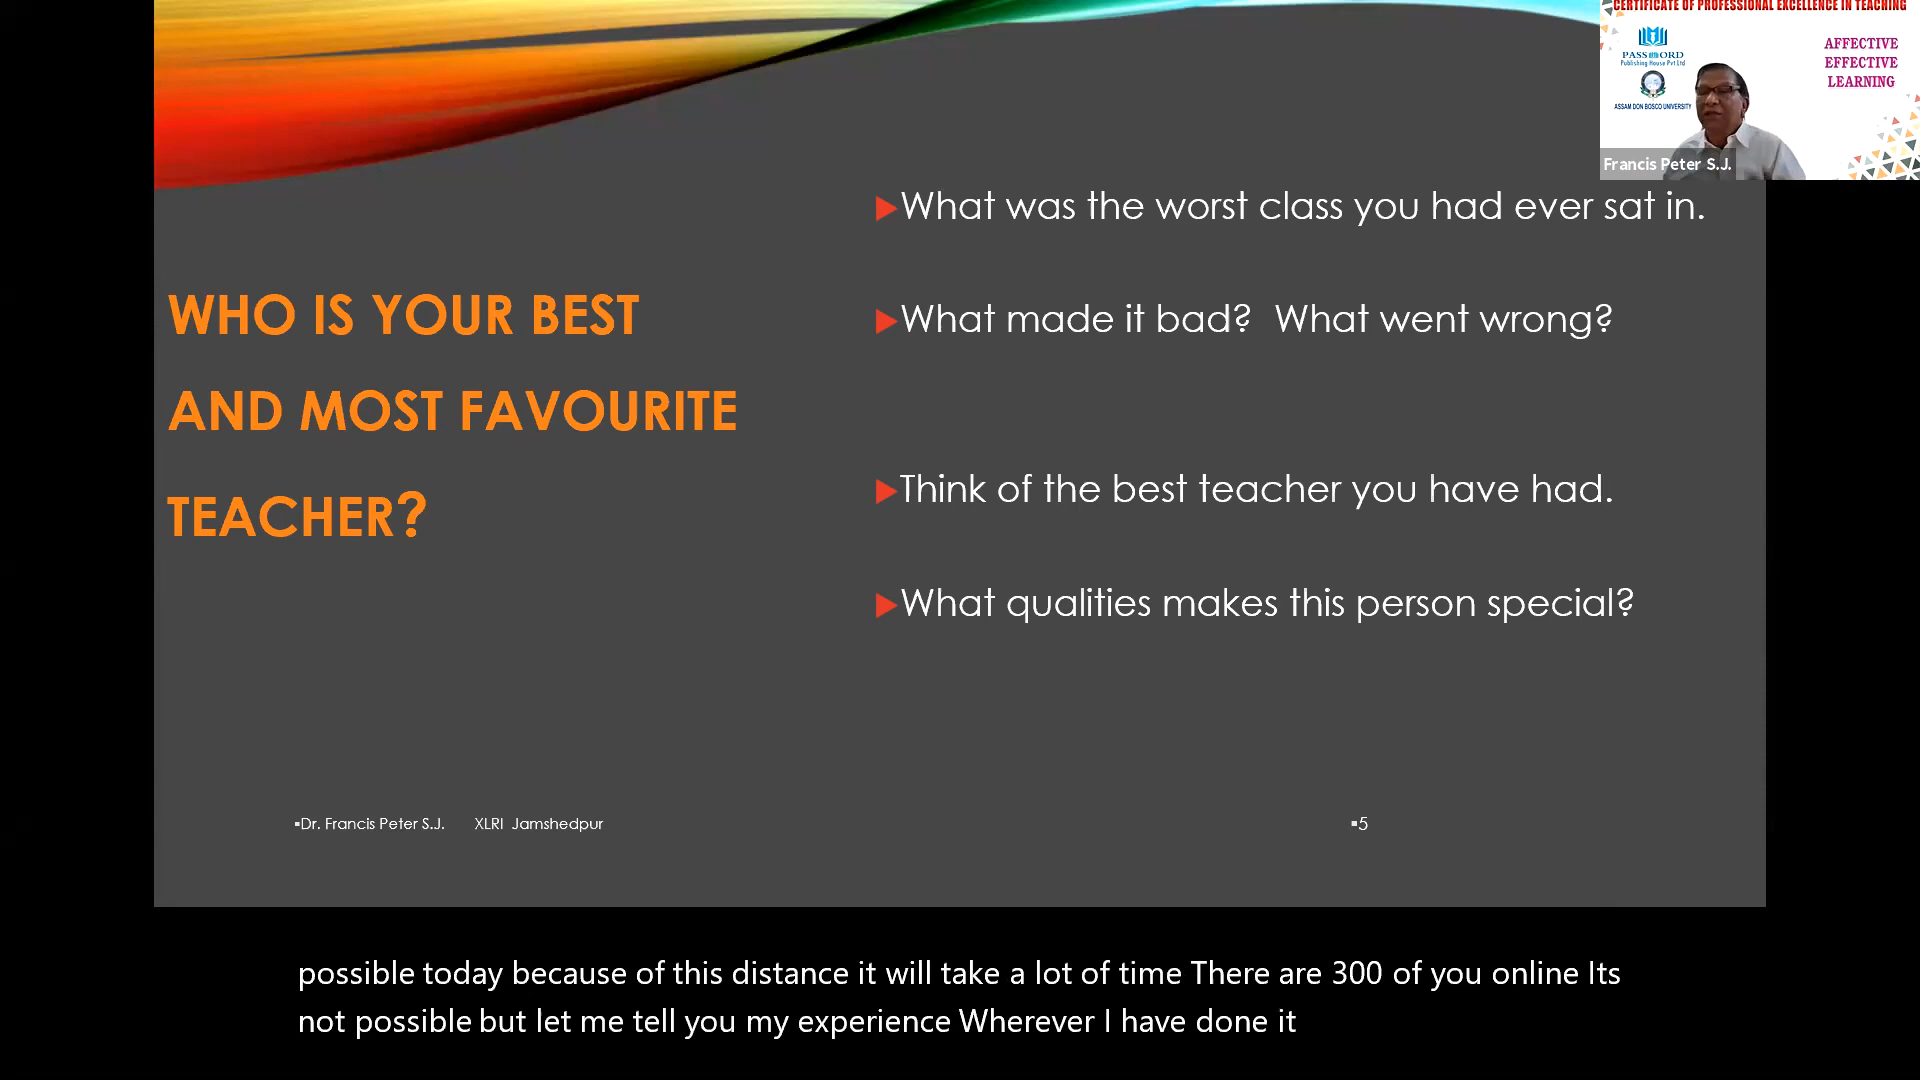 CERTIFICATE OF PROFESSIONAL EXCELLENCE IN TEACHING
PASSWORD
Publishing House Pvt Ltd
ASSAM DON BOSCO UNIVERSITY
AFFECTIVE
EFFECTIVE
LEARNING
Francis Peter S.J.
WHO IS YOUR BEST
AND MOST FAVOURITE
TEACHER?
What was the worst class you had ever sat in.
What made it bad?  What went wrong?
Think of the best teacher you have had.
What qualities makes this person special?
▪Dr. Francis Peter S.J.    XLRI  Jamshedpur
▪5
possible today because of this distance it will take a lot of time There are 300 of you online Its
not possible but let me tell you my experience Wherever I have done it